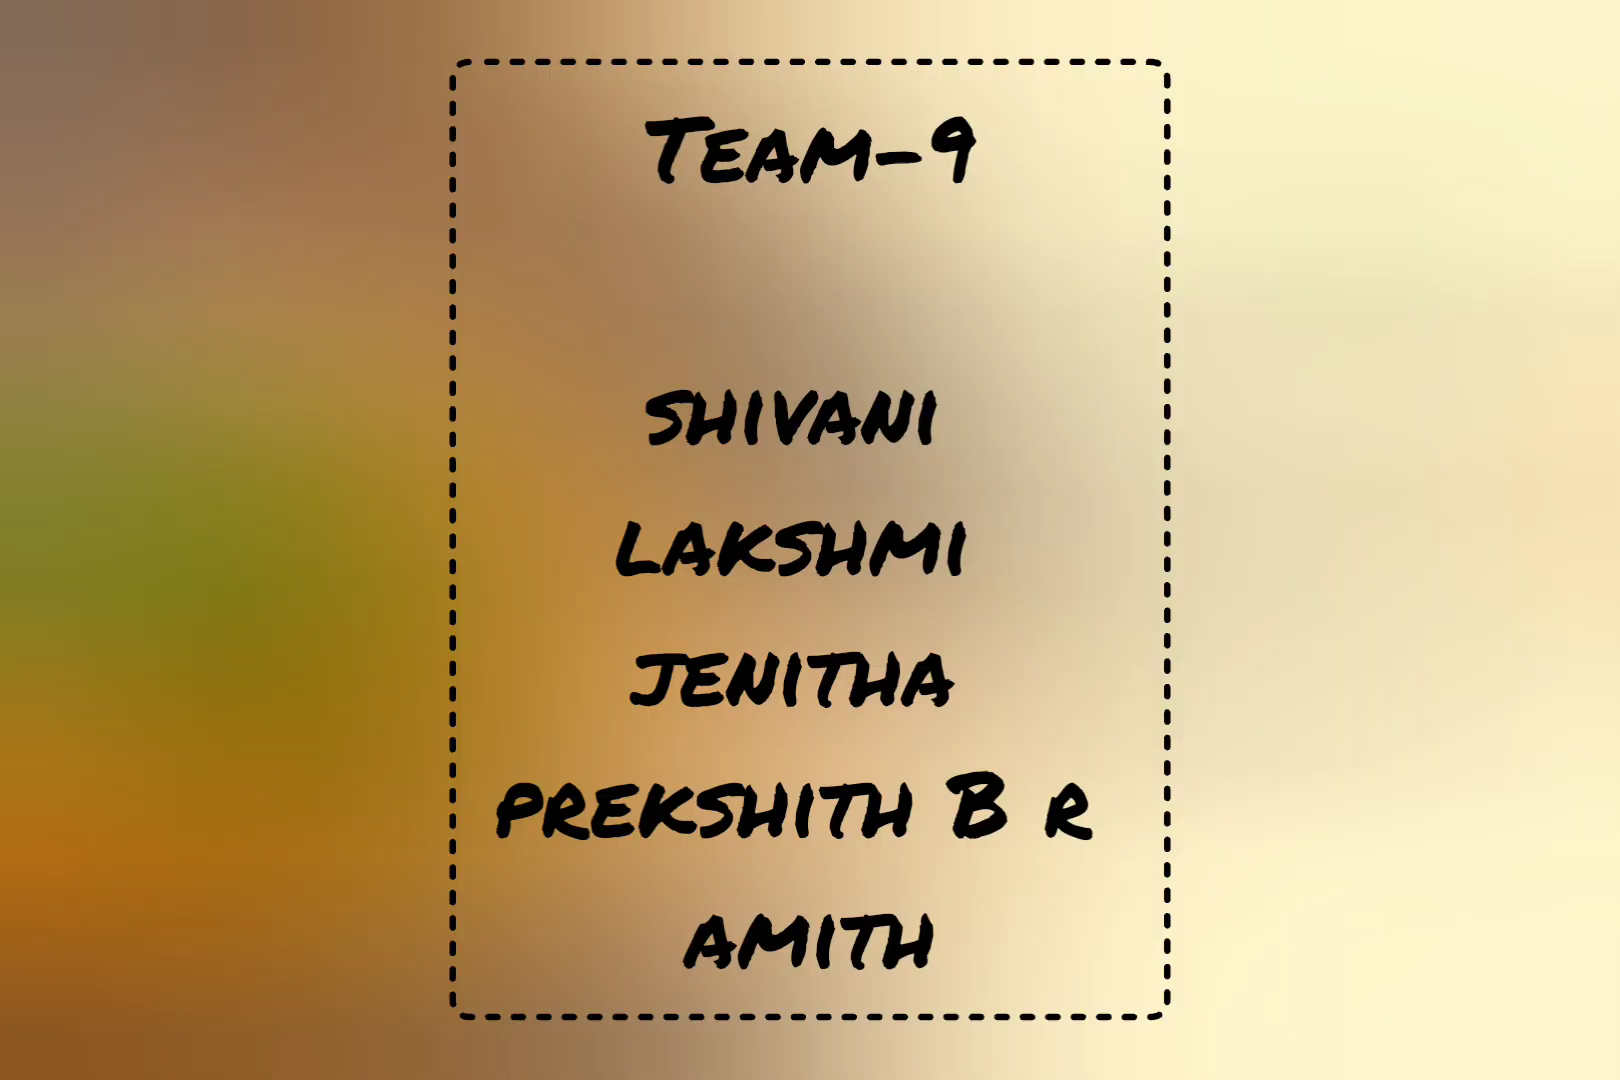 Team-9
shivani
lakshmi
jenitha
prekshith B r
amith